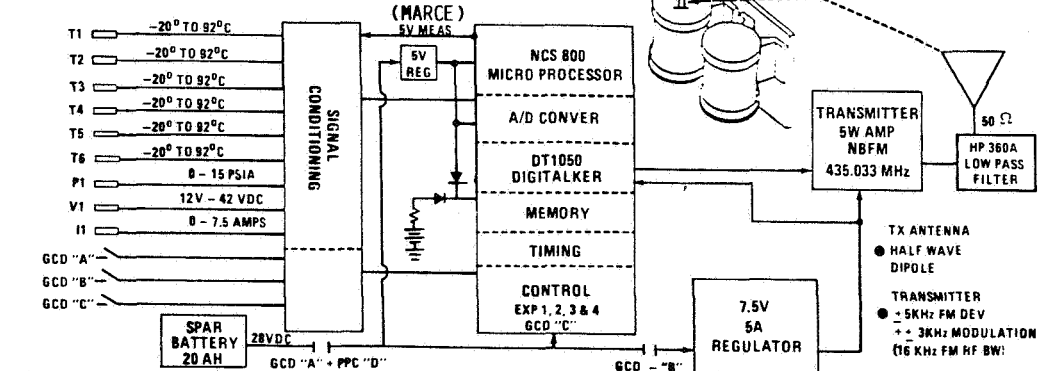 (MARCE)
T1 -20° TO 92°C
T2 -20° TO 92°C
T3 -20° TO 92°C
T4 -20° TO 92°C
T5 -20° TO 92°C
T6 -20° TO 92°C
P1 0 - 15 PSIA
V1 12V - 42 VDC
I1 0 - 7.5 AMPS
GCD "A"
GCD "B"
GCD "C"
SIGNAL
CONDITIONING
5V MEAS
5V
REG
NCS 800
MICRO PROCESSOR
A/D CONVER
DT1050
DIGITALKER
MEMORY
TIMING
CONTROL
EXP 1, 2, 3 & 4
GCD "C"
SPAR
BATTERY
20 AH
28VDC
GCD "A" + PPC "D"
GCD - "B"
7.5V
5A
REGULATOR
TRANSMITTER
5W AMP
NBFM
435.033 MHz
50 Ω
HP 360A
LOW PASS
FILTER
TX ANTENNA
● HALF WAVE
DIPOLE
TRANSMITTER
● ± 5KHz FM DEV
+ ± 3KHz MODULATION
(16 KHz FM HF BW)